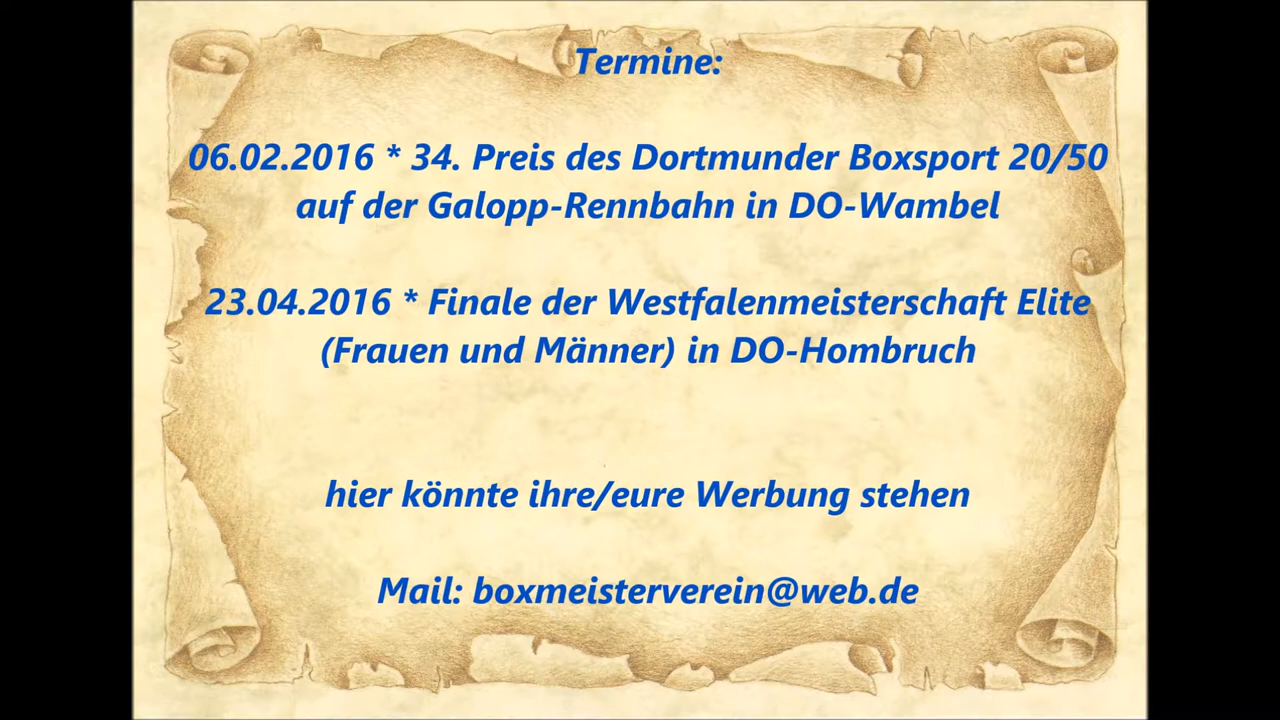 Termine:
06.02.2016 * 34. Preis des Dortmunder Boxsport 20/50
auf der Galopp-Rennbahn in DO-Wambel
23.04.2016 * Finale der Westfalenmeisterschaft Elite
(Frauen und Männer) in DO-Hombruch
hier könnte ihre/eure Werbung stehen
Mail: boxmeisterverein@web.de